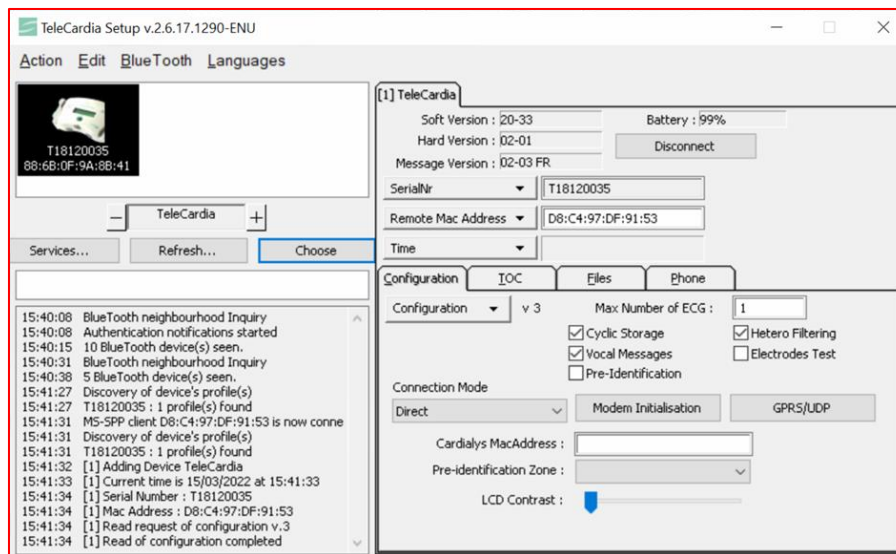 TeleCardia Setup v.2.6.17.1290-ENU
Action Edit BlueTooth Languages
T18120035
88:6B:0F:9A:8B:41
TeleCardia
Services... Refresh... Choose
15:40:08 BlueTooth neighbourhood Inquiry
15:40:08 Authentication notifications started
15:40:15 10 BlueTooth device(s) seen.
15:40:31 BlueTooth neighbourhood Inquiry
15:40:38 5 BlueTooth device(s) seen.
15:41:27 Discovery of device's profile(s)
15:41:27 T18120035 : 1 profile(s) found
15:41:31 MS-SPP client D8:C4:97:DF:91:53 is now conne
15:41:31 Discovery of device's profile(s)
15:41:31 T18120035 : 1 profile(s) found
15:41:32 [1] Adding Device TeleCardia
15:41:33 [1] Current time is 15/03/2022 at 15:41:33
15:41:34 [1] Serial Number : T18120035
15:41:34 [1] Mac Address : D8:C4:97:DF:91:53
15:41:34 [1] Read request of configuration v.3
15:41:34 [1] Read of configuration completed
[1] TeleCardia
Soft Version : 20-33 Battery : 99%
Hard Version : 02-01 Disconnect
Message Version : 02-03 FR
SerialNr T18120035
Remote Mac Address D8:C4:97:DF:91:53
Time
Configuration TOC Files Phone
Configuration v 3 Max Number of ECG : 1
Cyclic Storage Hetero Filtering
Vocal Messages Electrodes Test
Pre-Identification
Connection Mode
Direct Modem Initialisation GPRS/UDP
Cardialys MacAddress :
Pre-identification Zone :
LCD Contrast :